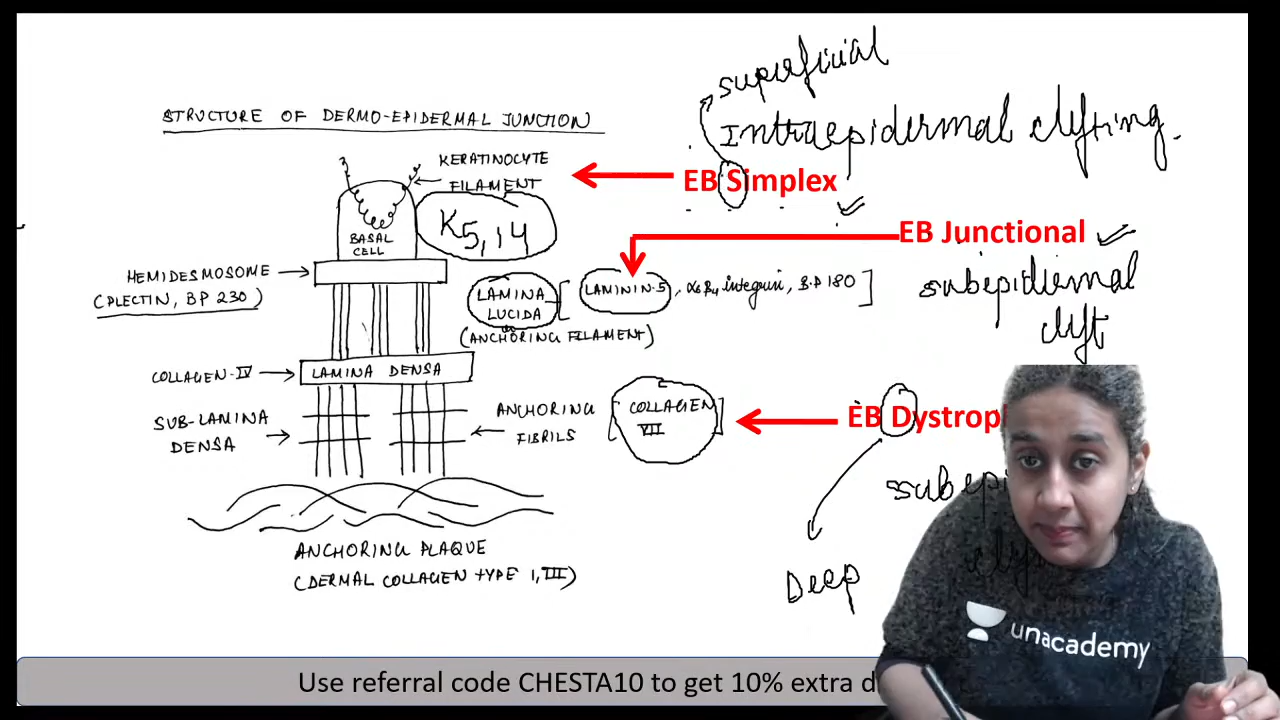 superficial
Intraepidermal clefting.
STRUCTURE OF DERMO-EPIDERMAL JUNCTION
KERATINOCYTE
FILAMENT
EB Simplex
K5,14
BASAL
CELL
EB Junctional
HEMIDESMOSOME
(PLECTIN, BP 230)
LAMINA
LUCIDA
LAMININ-5, α6 β4 integrin, B.P 180
(ANCHORING FILAMENT)
subepidermal
cleft
COLLAGEN-IV
LAMINA DENSA
SUB-LAMINA
DENSA
ANCHORING
FIBRILS
COLLAGEN
VII
EB Dystrop
subepi
Deep
ANCHORING PLAQUE
(DERMAL COLLAGEN TYPE I, III)
unacademy
Use referral code CHESTA10 to get 10% extra d